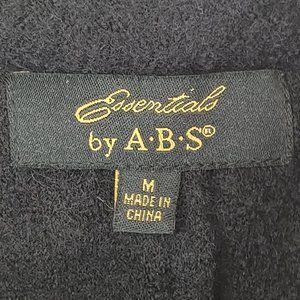 Essentials
by A·B·S®
M
MADE IN
CHINA